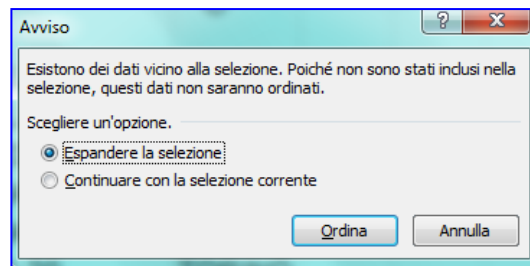 Avviso
Esistono dei dati vicino alla selezione. Poiché non sono stati inclusi nella
selezione, questi dati non saranno ordinati.
Scegliere un'opzione.
Espandere la selezione
Continuare con la selezione corrente
Ordina Annulla